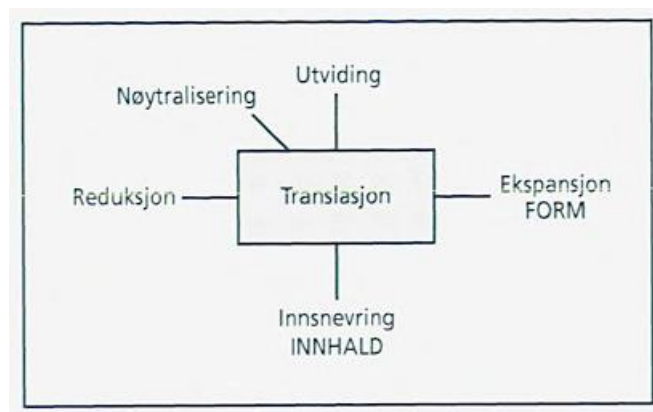 Utviding
Nøytralisering
Reduksjon
Translasjon
Ekspansjon
FORM
Innsnevring
INNHALD